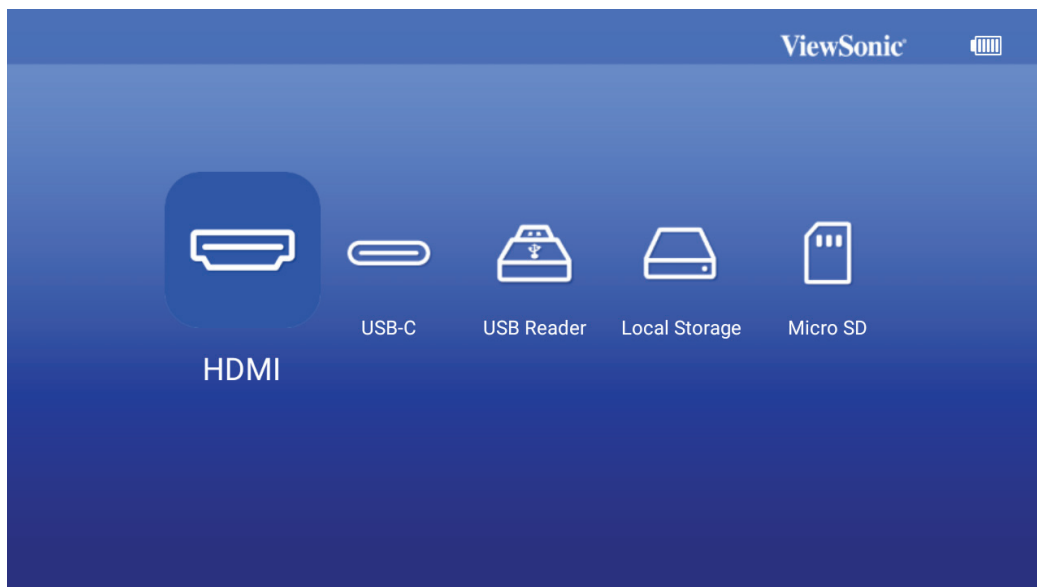 ViewSonic®
USB-C
USB Reader
Local Storage
Micro SD
HDMI